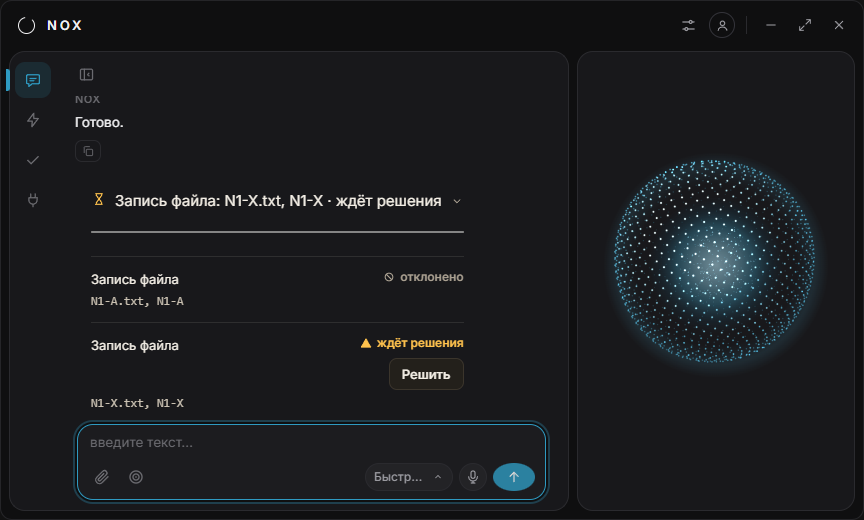 NOX
NOX
Готово.
Запись файла: N1-X.txt, N1-X · ждёт решения
Запись файла
отклонено
N1-A.txt, N1-A
Запись файла
ждёт решения
Решить
N1-X.txt, N1-X
введите текст...
Быстр...